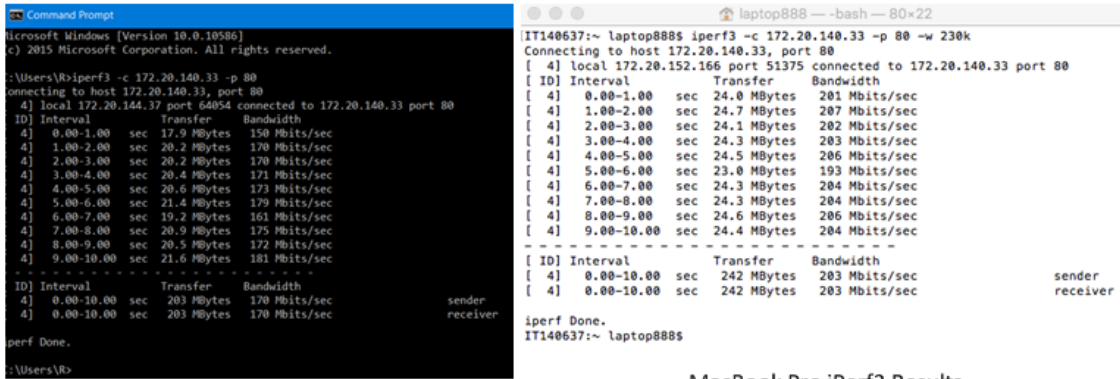 Command Prompt
Microsoft Windows [Version 10.0.10586]
(c) 2015 Microsoft Corporation. All rights reserved.
C:\Users\R>iperf3 -c 172.20.140.33 -p 80
Connecting to host 172.20.140.33, port 80
4] local 172.20.144.37 port 64054 connected to 172.20.140.33 port 80
ID] Interval Transfer Bandwidth
4] 0.00-1.00 sec 17.9 MBytes 150 Mbits/sec
4] 1.00-2.00 sec 20.2 MBytes 170 Mbits/sec
4] 2.00-3.00 sec 20.2 MBytes 170 Mbits/sec
4] 3.00-4.00 sec 20.4 MBytes 171 Mbits/sec
4] 4.00-5.00 sec 20.6 MBytes 173 Mbits/sec
4] 5.00-6.00 sec 21.4 MBytes 179 Mbits/sec
4] 6.00-7.00 sec 19.2 MBytes 161 Mbits/sec
4] 7.00-8.00 sec 20.9 MBytes 175 Mbits/sec
4] 8.00-9.00 sec 20.5 MBytes 172 Mbits/sec
4] 9.00-10.00 sec 21.6 MBytes 181 Mbits/sec
- - - - - - - - - - - - - - - - - - - - - - - - -
ID] Interval Transfer Bandwidth
4] 0.00-10.00 sec 203 MBytes 170 Mbits/sec sender
4] 0.00-10.00 sec 203 MBytes 170 Mbits/sec receiver
iperf Done.
C:\Users\R>
laptop888 — -bash — 80×22
[IT140637:~ laptop888$ iperf3 -c 172.20.140.33 -p 80 -w 230k
Connecting to host 172.20.140.33, port 80
[ 4] local 172.20.152.166 port 51375 connected to 172.20.140.33 port 80
[ ID] Interval Transfer Bandwidth
[ 4] 0.00-1.00 sec 24.0 MBytes 201 Mbits/sec
[ 4] 1.00-2.00 sec 24.7 MBytes 207 Mbits/sec
[ 4] 2.00-3.00 sec 24.1 MBytes 202 Mbits/sec
[ 4] 3.00-4.00 sec 24.3 MBytes 203 Mbits/sec
[ 4] 4.00-5.00 sec 24.5 MBytes 206 Mbits/sec
[ 4] 5.00-6.00 sec 23.0 MBytes 193 Mbits/sec
[ 4] 6.00-7.00 sec 24.3 MBytes 204 Mbits/sec
[ 4] 7.00-8.00 sec 24.3 MBytes 204 Mbits/sec
[ 4] 8.00-9.00 sec 24.6 MBytes 206 Mbits/sec
[ 4] 9.00-10.00 sec 24.4 MBytes 204 Mbits/sec
- - - - - - - - - - - - - - - - - - - - - - - - -
[ ID] Interval Transfer Bandwidth
[ 4] 0.00-10.00 sec 242 MBytes 203 Mbits/sec sender
[ 4] 0.00-10.00 sec 242 MBytes 203 Mbits/sec receiver
iperf Done.
IT140637:~ laptop888$
MacBook Pro iPerf3 Results